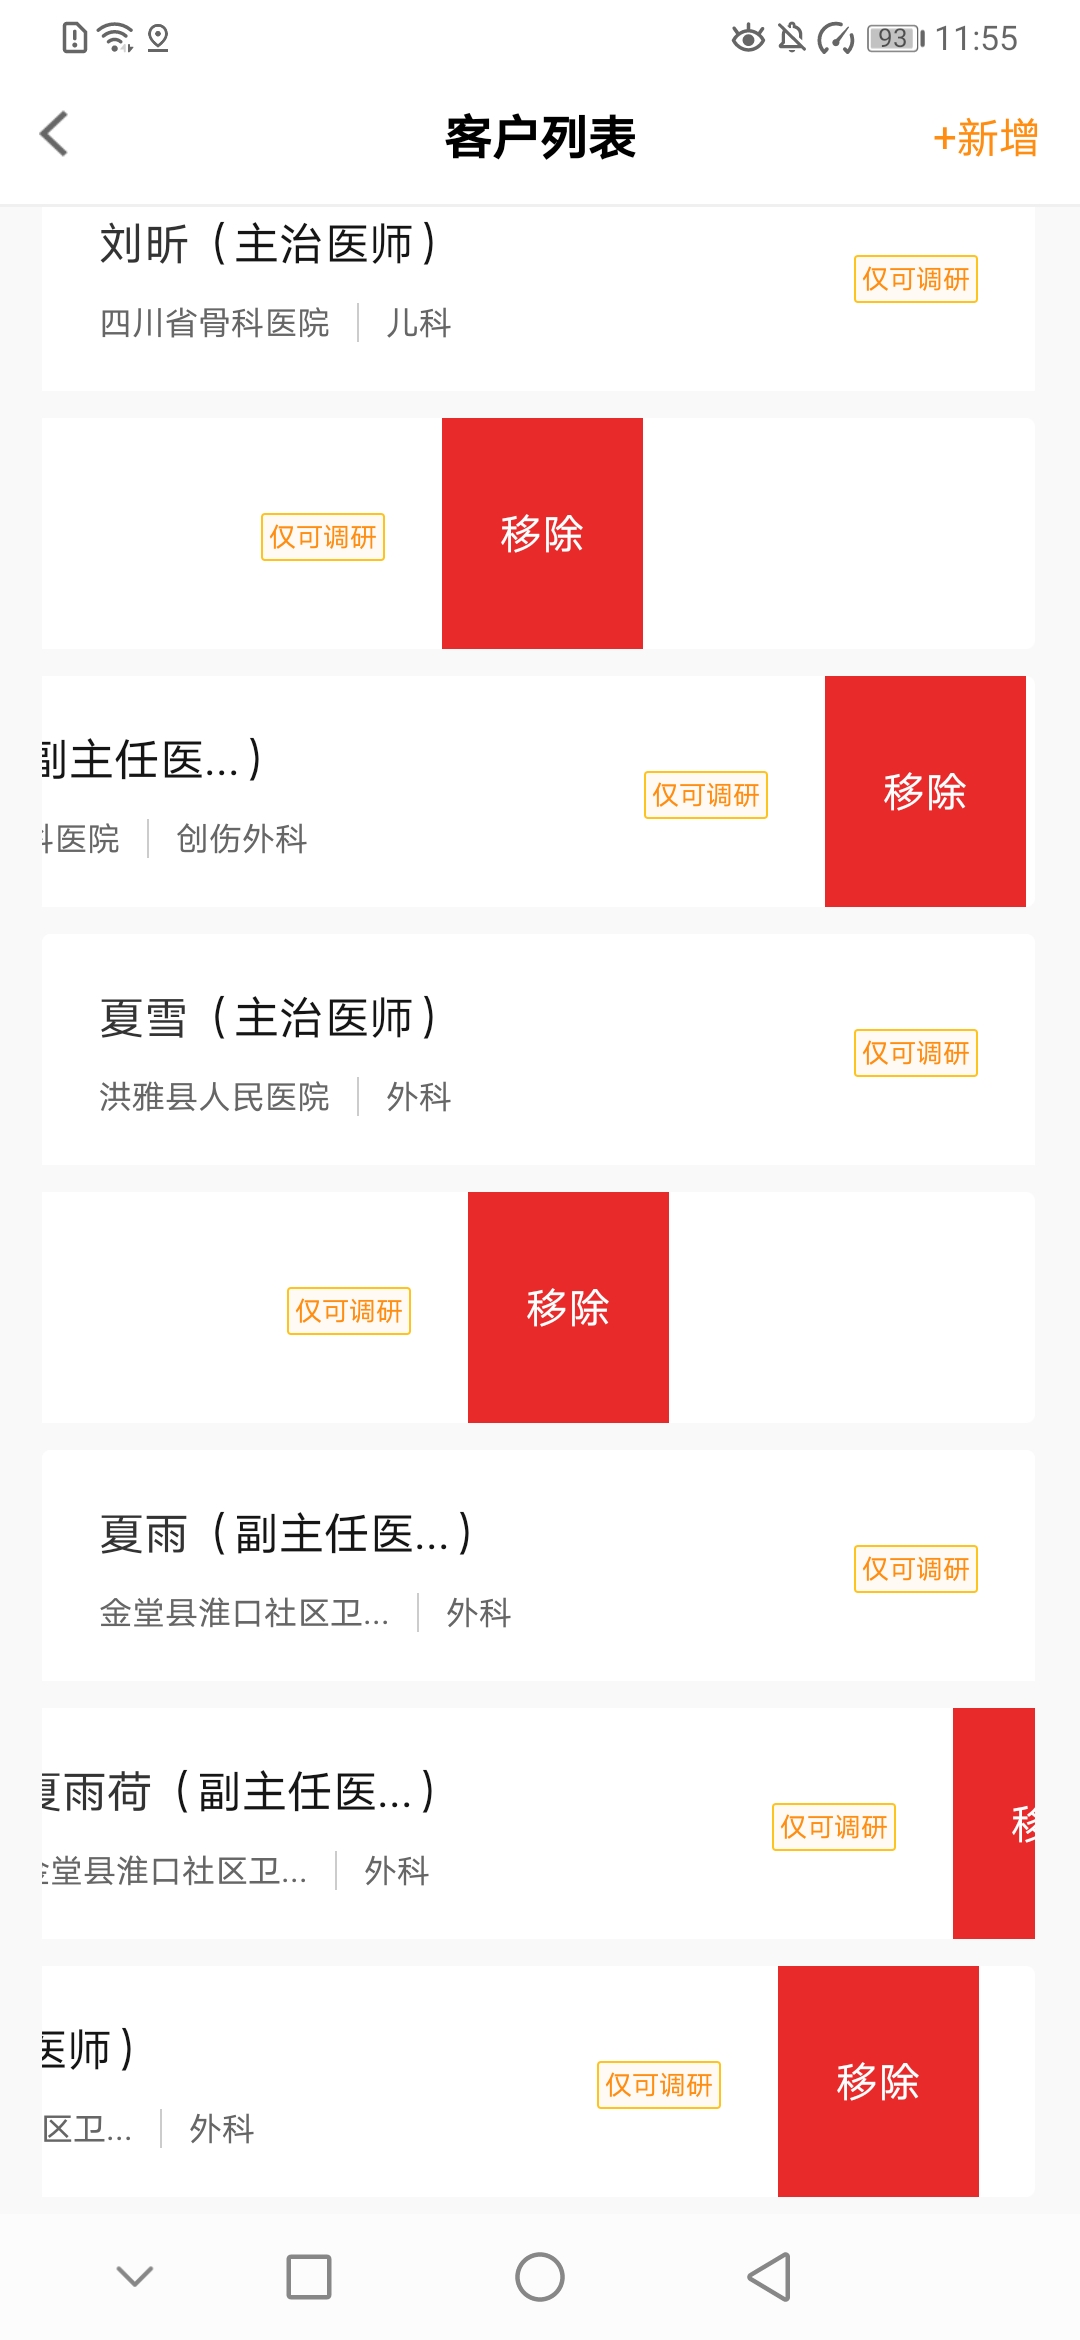 93 11:55
客户列表
+新增
刘昕（主治医师）
仅可调研
四川省骨科医院 儿科
仅可调研
移除
副主任医...）
仅可调研
移除
科医院 创伤外科
夏雪（主治医师）
仅可调研
洪雅县人民医院 外科
仅可调研
移除
夏雨（副主任医...）
仅可调研
金堂县淮口社区卫... 外科
夏雨荷（副主任医...）
仅可调研
移
金堂县淮口社区卫... 外科
医师）
仅可调研
移除
区卫... 外科